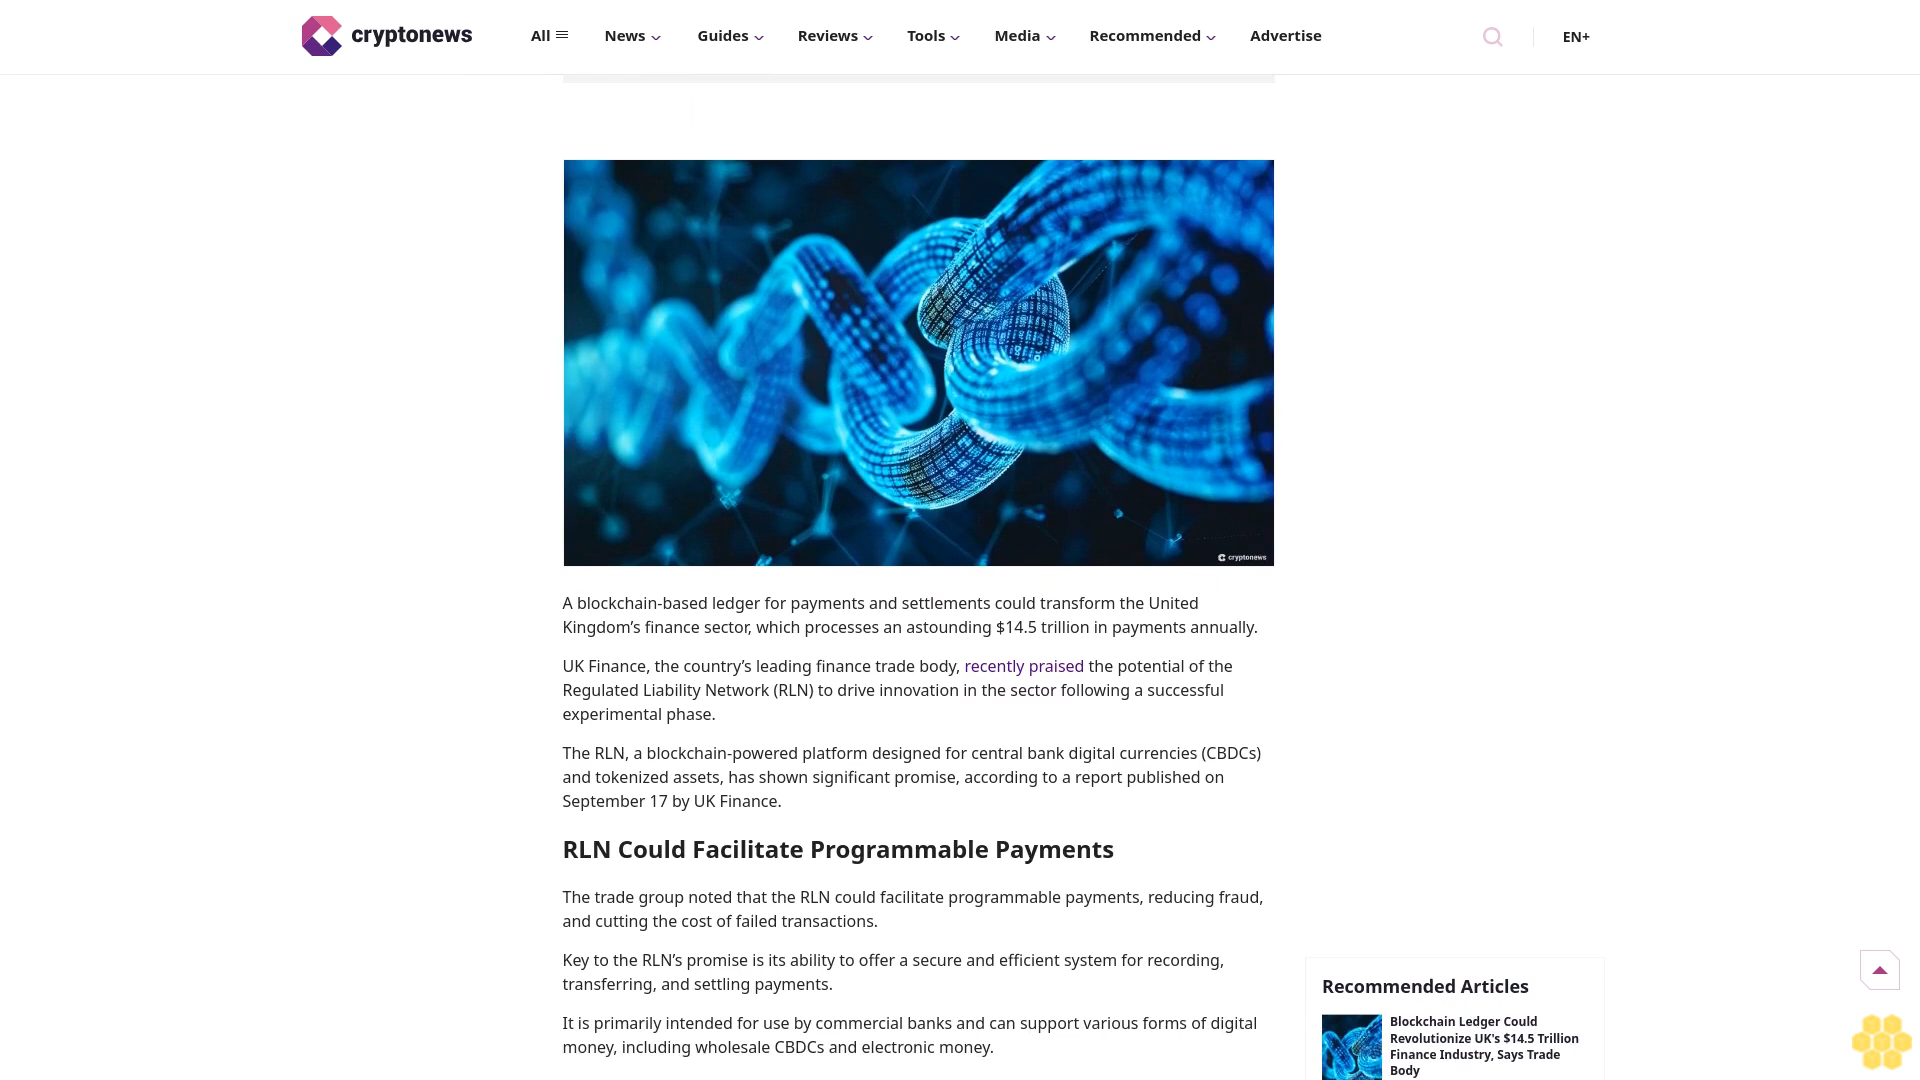 cryptonews
All
News
Guides
Reviews
Tools
Media
Recommended
Advertise
EN+
cryptonews
A blockchain-based ledger for payments and settlements could transform the United
Kingdom’s finance sector, which processes an astounding $14.5 trillion in payments annually.
UK Finance, the country’s leading finance trade body, recently praised the potential of the
Regulated Liability Network (RLN) to drive innovation in the sector following a successful
experimental phase.
The RLN, a blockchain-powered platform designed for central bank digital currencies (CBDCs)
and tokenized assets, has shown significant promise, according to a report published on
September 17 by UK Finance.
RLN Could Facilitate Programmable Payments
The trade group noted that the RLN could facilitate programmable payments, reducing fraud,
and cutting the cost of failed transactions.
Key to the RLN’s promise is its ability to offer a secure and efficient system for recording,
transferring, and settling payments.
It is primarily intended for use by commercial banks and can support various forms of digital
money, including wholesale CBDCs and electronic money.
Recommended Articles
Blockchain Ledger Could
Revolutionize UK's $14.5 Trillion
Finance Industry, Says Trade
Body